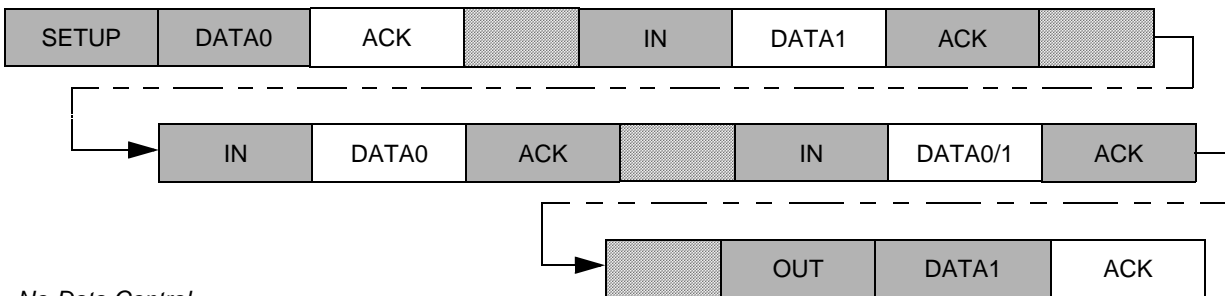 SETUP DATA0 ACK IN DATA1 ACK
IN DATA0 ACK IN DATA0/1 ACK
OUT DATA1 ACK
No-Data Control